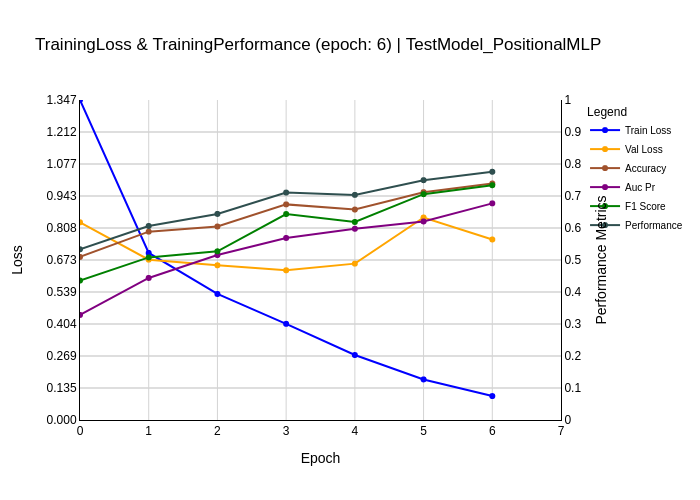 TrainingLoss & TrainingPerformance (epoch: 6) | TestModel_PositionalMLP
1.347
1.212
1.077
0.943
0.808
0.673
0.539
0.404
0.269
0.135
0.000
Loss
0 1 2 3 4 5 6 7
Epoch
1
0.9
0.8
0.7
0.6
0.5
0.4
0.3
0.2
0.1
0
Performance Metrics
Legend
Train Loss
Val Loss
Accuracy
Auc Pr
F1 Score
Performance